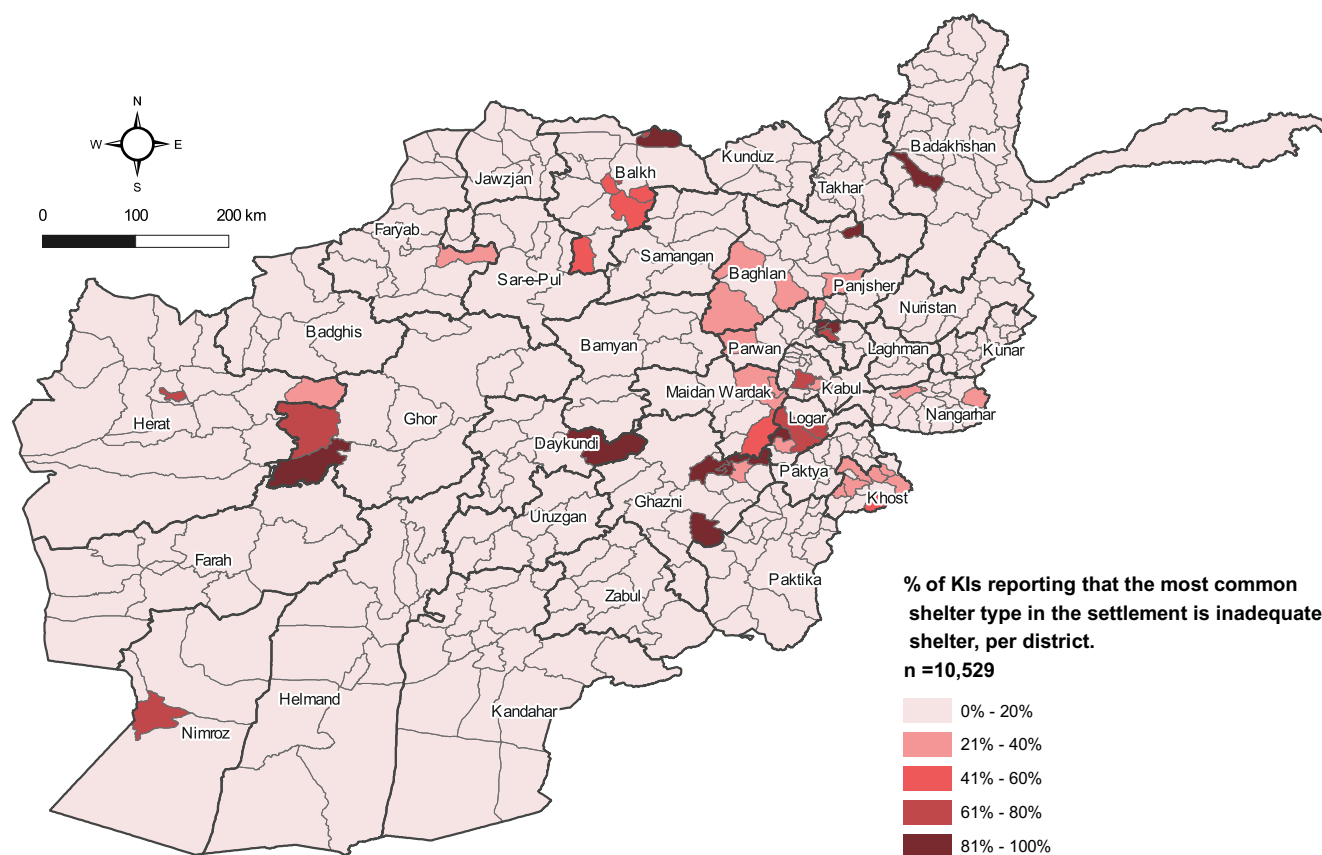 N
W
E
S
0
100
200 km
Badakhshan
Kunduz
Balkh
Jawzjan
Takhar
Faryab
Samangan
Baghlan
Sar-e-Pul
Panjsher
Nuristan
Badghis
Bamyan
Parwan
Laghman
Kunar
Maidan Wardak
Kabul
Ghor
Herat
Nangarhar
Logar
Daykundi
Paktya
Khost
Ghazni
Uruzgan
Farah
Paktika
Zabul
Helmand
Kandahar
Nimroz
% of KIs reporting that the most common
shelter type in the settlement is inadequate
shelter, per district.
n =10,529
0% - 20%
21% - 40%
41% - 60%
61% - 80%
81% - 100%